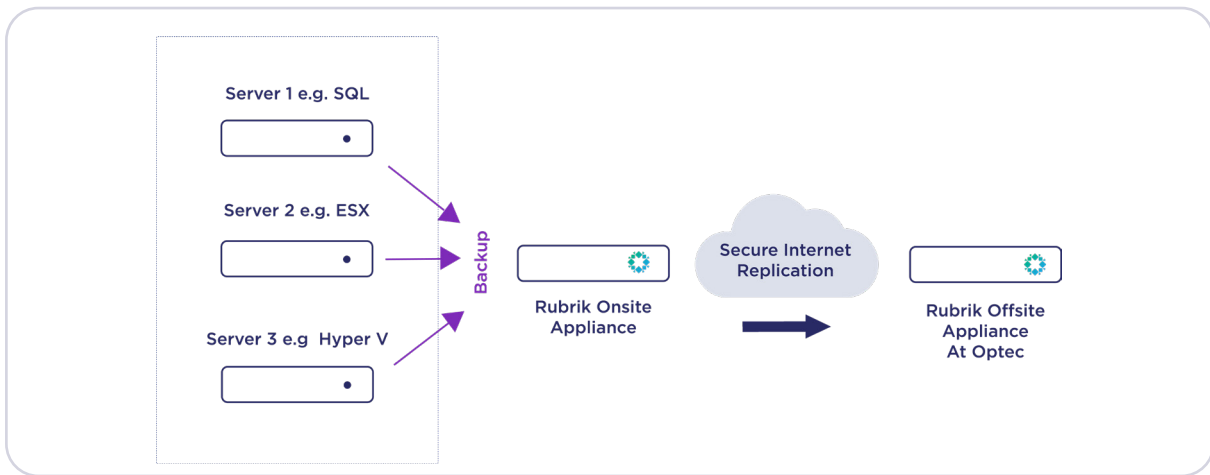 Server 1 e.g. SQL
Server 2 e.g. ESX
Server 3 e.g  Hyper V
Backup
Rubrik Onsite
Appliance
Secure Internet
Replication
Rubrik Offsite
Appliance
At Optec